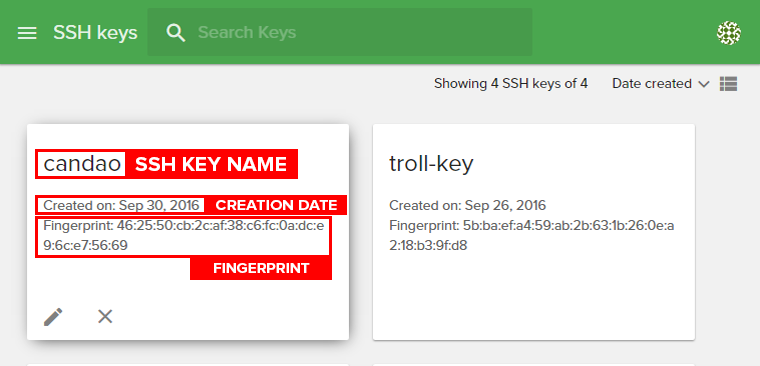 SSH keys
Search Keys
Showing 4 SSH keys of 4
Date created
candao
SSH KEY NAME
Created on: Sep 30, 2016
CREATION DATE
Fingerprint: 46:25:50:cb:2c:af:38:c6:fc:0a:dc:e
9:6c:e7:56:69
FINGERPRINT
troll-key
Created on: Sep 26, 2016
Fingerprint: 5b:ba:ef:a4:59:ab:2b:63:1b:26:0e:a
2:18:b3:9f:d8